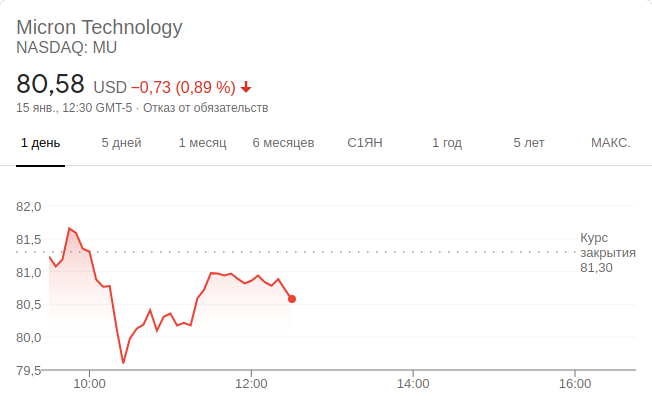 Micron Technology
NASDAQ: MU
80,58 USD −0,73 (0,89 %)
15 янв., 12:30 GMT-5 · Отказ от обязательств
1 день 5 дней 1 месяц 6 месяцев С1ЯН 1 год 5 лет МАКС.
82,0
81,5
81,0
80,5
80,0
79,5
Курс
закрытия
81,30
10:00 12:00 14:00 16:00